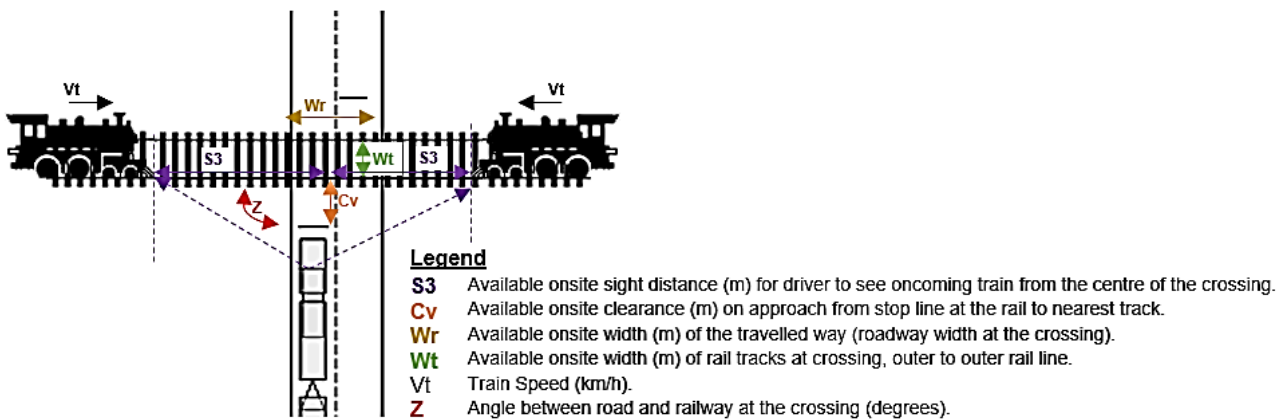 Vt
Vt
Wr
S3
Wt
S3
Z
Cv
Legend
S3 Available onsite sight distance (m) for driver to see oncoming train from the centre of the crossing.
Cv Available onsite clearance (m) on approach from stop line at the rail to nearest track.
Wr Available onsite width (m) of the travelled way (roadway width at the crossing).
Wt Available onsite width (m) of rail tracks at crossing, outer to outer rail line.
Vt Train Speed (km/h).
Z Angle between road and railway at the crossing (degrees).